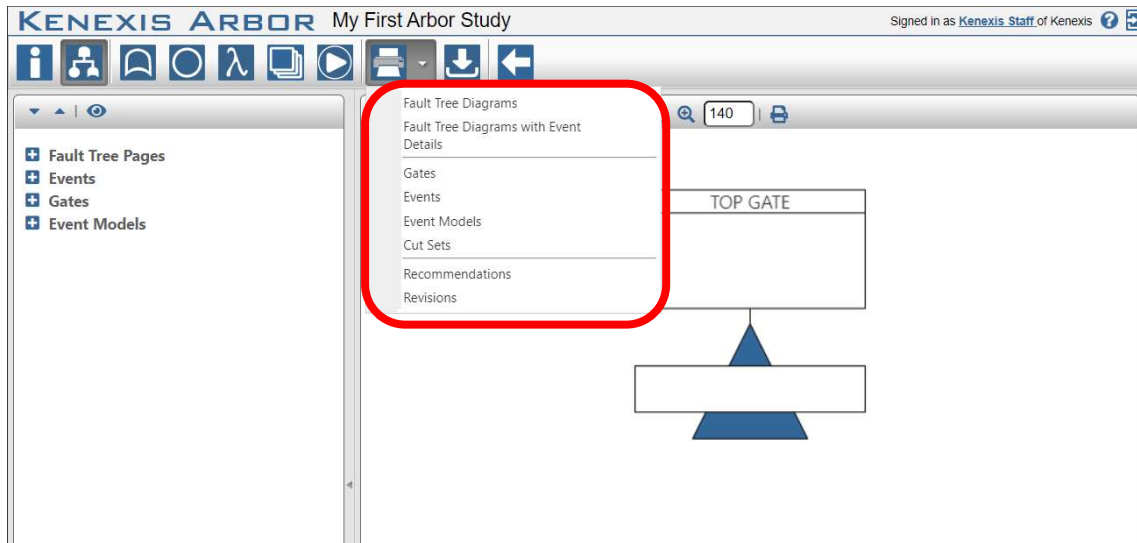 KENEXIS ARBOR My First Arbor Study Signed in as Kenexis Staff of Kenexis ?
i λ
Fault Tree Diagrams
Fault Tree Diagrams with Event
Details
Gates
Events
Event Models
Cut Sets
Recommendations
Revisions
140
Fault Tree Pages
Events
Gates
Event Models
TOP GATE